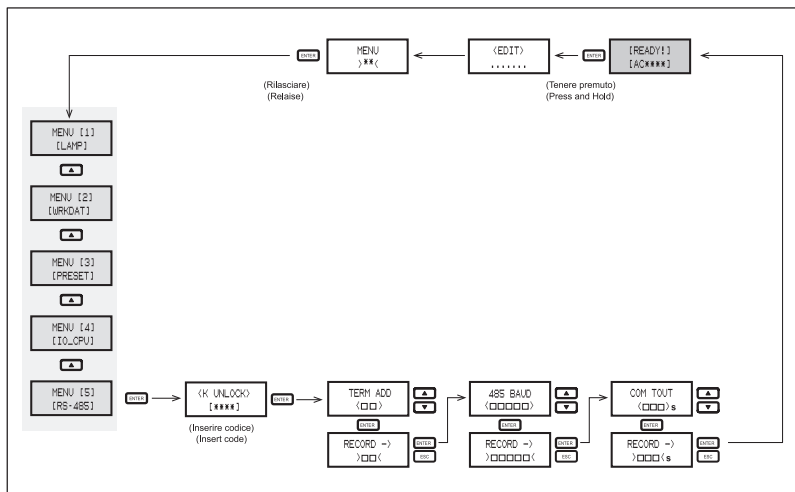 ENTER
MENU
>**<
<EDIT>
.......
ENTER
[READY!]
[AC****]
(Rilasciare)
(Relaise)
(Tenere premuto)
(Press and Hold)
MENU [1]
[LAMP]
MENU [2]
[WRKDAT]
MENU [3]
[PRESET]
MENU [4]
[IO_CPU]
MENU [5]
[RS-485]
ENTER
<K UNLOCK>
[****]
(Inserire codice)
(Insert code)
ENTER
TERM ADD
<□□>
ENTER
RECORD ->
>□□<
ENTER
ESC
485 BAUD
<□□□□□>
ENTER
RECORD ->
>□□□□□<
ENTER
ESC
COM TOUT
<□□□>s
ENTER
RECORD ->
>□□□<s
ENTER
ESC